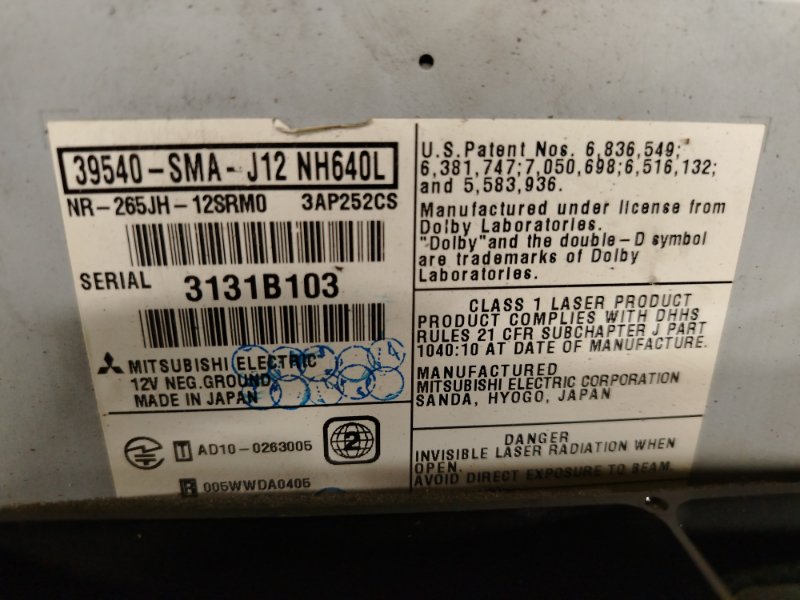 39540-SMA-J12 NH640L
NR-265JH-12SRM0 3AP252CS
SERIAL 3131B103
MITSUBISHI ELECTRIC
12V NEG.GROUND
MADE IN JAPAN
T AD10-0263005
2
R 005WWDA0405
U.S.Patent Nos. 6,836,549;
6,381,747;7,050,698;6,516,132;
and 5,583,936.
Manufactured under license from
Dolby Laboratories.
"Dolby"and the double-D symbol
are trademarks of Dolby
Laboratories.
CLASS 1 LASER PRODUCT
PRODUCT COMPLIES WITH DHHS
RULES 21 CFR SUBCHAPTER J PART
1040:10 AT DATE OF MANUFACTURE.
MANUFACTURED
MITSUBISHI ELECTRIC CORPORATION
SANDA, HYOGO, JAPAN
DANGER
INVISIBLE LASER RADIATION WHEN
OPEN.
AVOID DIRECT EXPOSURE TO BEAM.